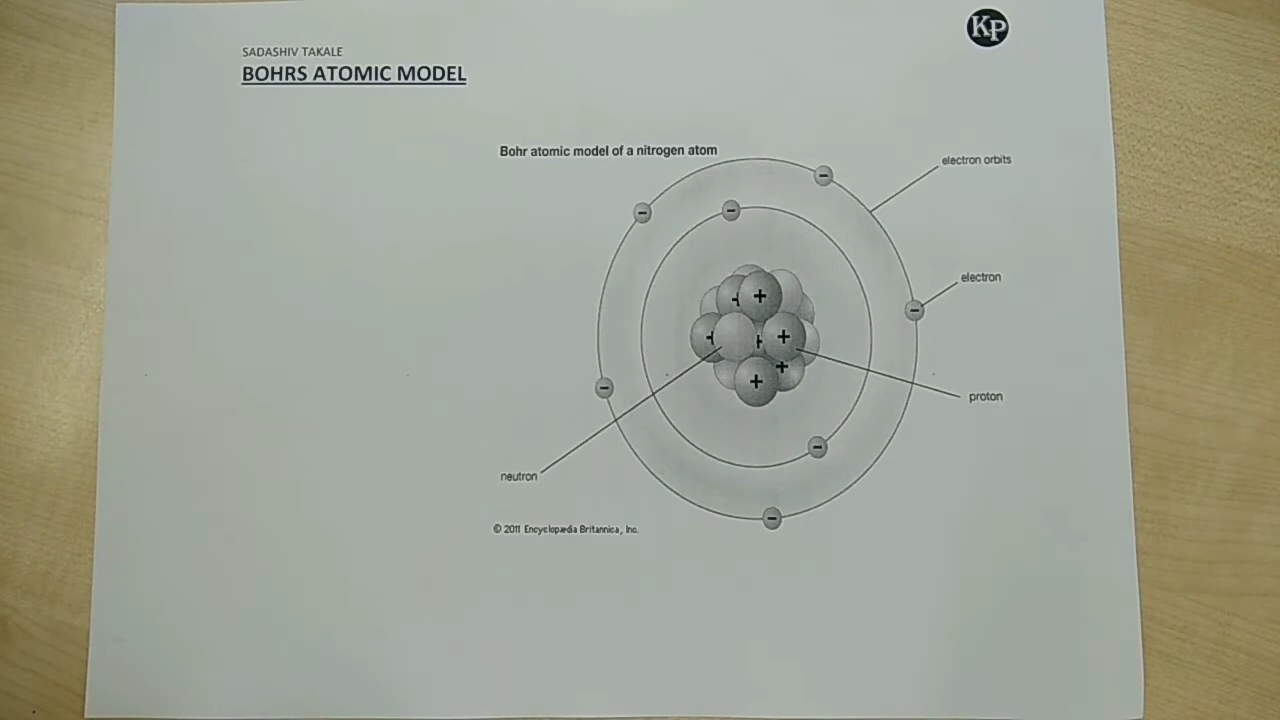 KP
SADASHIV TAKALE
BOHRS ATOMIC MODEL
Bohr atomic model of a nitrogen atom
electron orbits
electron
proton
neutron
© 2011 Encyclopædia Britannica, Inc.